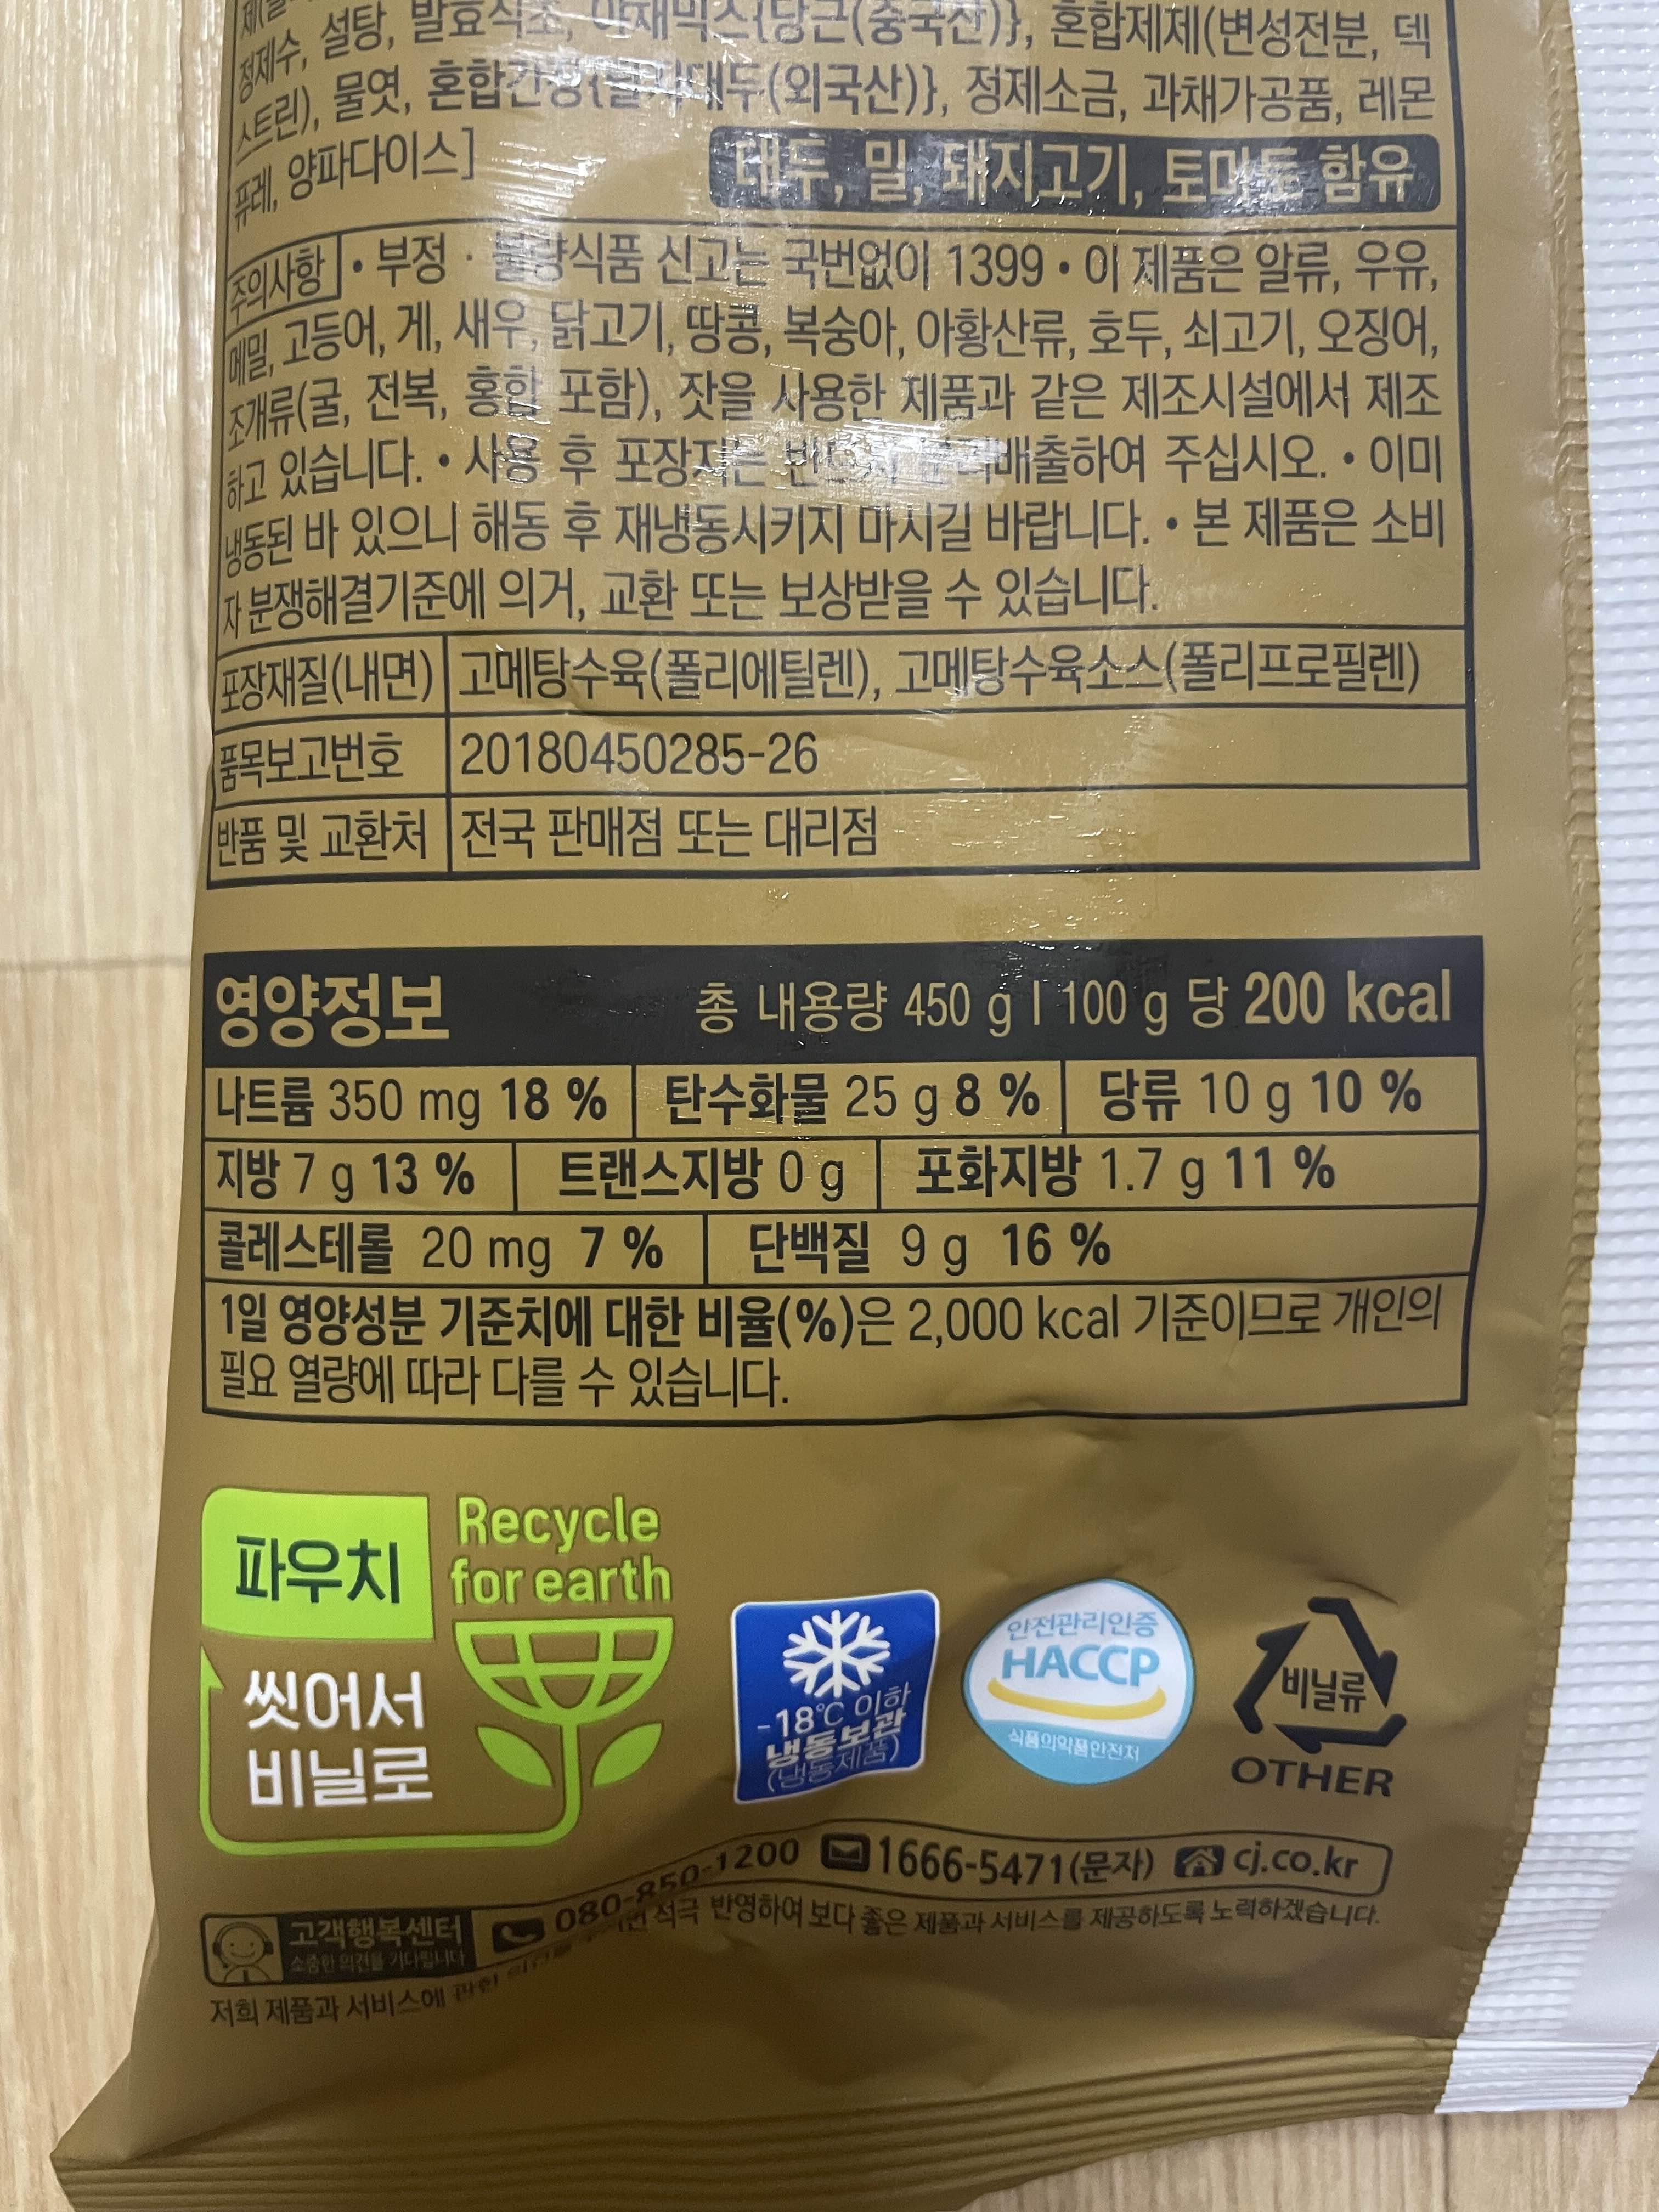 정제수, 설탕, 발효식초, 야채믹스{당근(중국산)}, 혼합제제(변성전분, 덱
스트린), 물엿, 혼합간장{탈지대두(외국산)}, 정제소금, 과채가공품, 레몬
퓨레, 양파다이스]
대두, 밀, 돼지고기, 토마토 함유
주의사항 • 부정 · 불량식품 신고는 국번없이 1399 • 이 제품은 알류, 우유,
메밀, 고등어, 게, 새우, 닭고기, 땅콩, 복숭아, 아황산류, 호두, 쇠고기, 오징어,
조개류(굴, 전복, 홍합 포함), 잣을 사용한 제품과 같은 제조시설에서 제조
하고 있습니다. • 사용 후 포장지는 반드시 분리배출하여 주십시오. • 이미
냉동된 바 있으니 해동 후 재냉동시키지 마시길 바랍니다. • 본 제품은 소비
자 분쟁해결기준에 의거, 교환 또는 보상받을 수 있습니다.
포장재질(내면) 고메탕수육(폴리에틸렌), 고메탕수육소스(폴리프로필렌)
품목보고번호 20180450285-26
반품 및 교환처 전국 판매점 또는 대리점
영양정보 총 내용량 450 g | 100 g 당 200 kcal
나트륨 350 mg 18 % 탄수화물 25 g 8 % 당류 10 g 10 %
지방 7 g 13 % 트랜스지방 0 g 포화지방 1.7 g 11 %
콜레스테롤 20 mg 7 % 단백질 9 g 16 %
1일 영양성분 기준치에 대한 비율(%)은 2,000 kcal 기준이므로 개인의
필요 열량에 따라 다를 수 있습니다.
파우치
씻어서
비닐로
Recycle
for earth
-18℃ 이하
냉동보관
(냉동제품)
안전관리인증
HACCP
식품의약품안전처
비닐류
OTHER
고객행복센터
소중한 의견을 기다립니다
080-850-1200 1666-5471(문자) cj.co.kr
저희 제품과 서비스에 관한 적극 반영하여 보다 좋은 제품과 서비스를 제공하도록 노력하겠습니다.